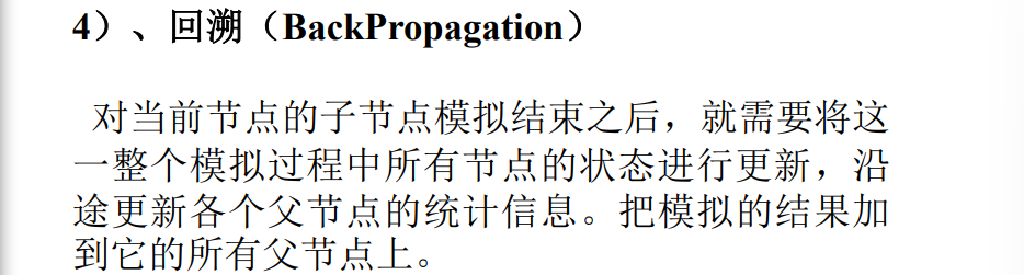 4）、回溯（BackPropagation）
对当前节点的子节点模拟结束之后，就需要将这
一整个模拟过程中所有节点的状态进行更新，沿
途更新各个父节点的统计信息。把模拟的结果加
到它的所有父节点上。